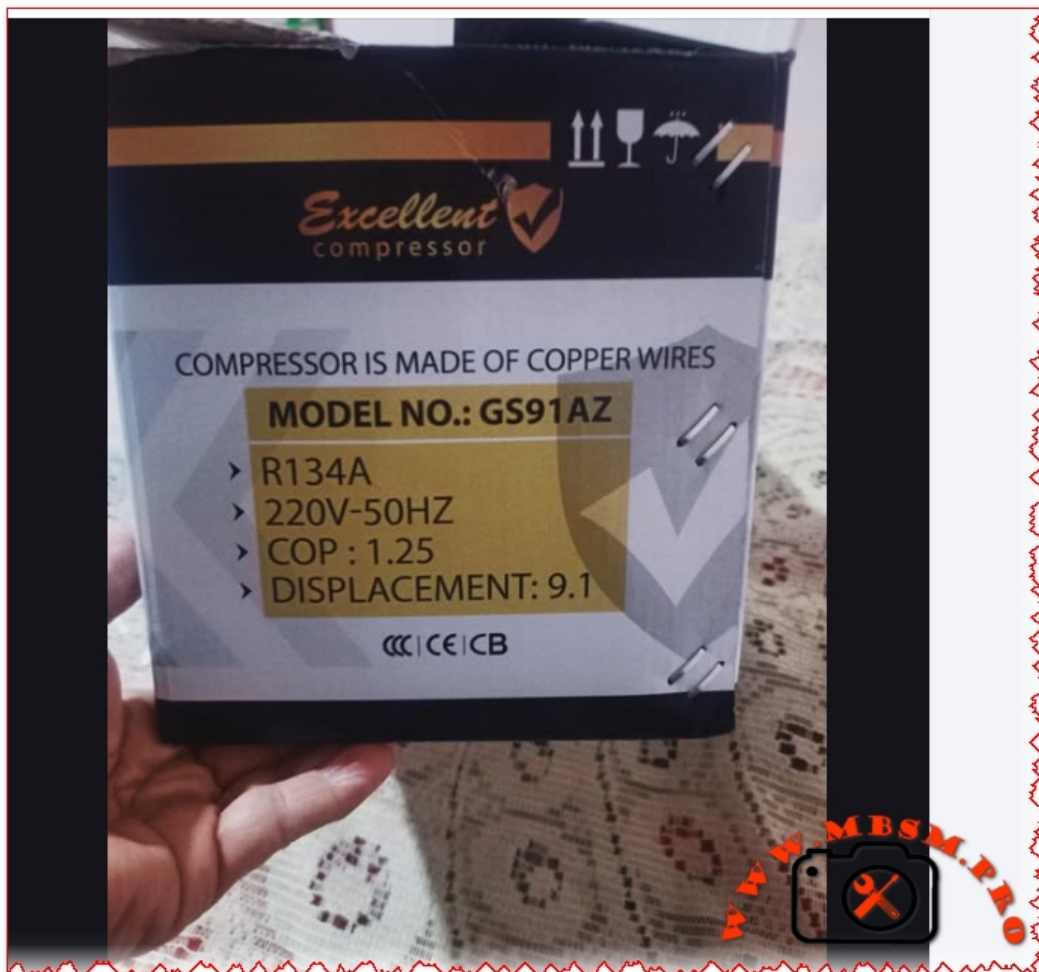 Excellent
compressor
COMPRESSOR IS MADE OF COPPER WIRES
MODEL NO.: GS91AZ
R134A
220V-50HZ
COP : 1.25
DISPLACEMENT: 9.1
CCC | CE | CB
WWW.MBSM.PRO